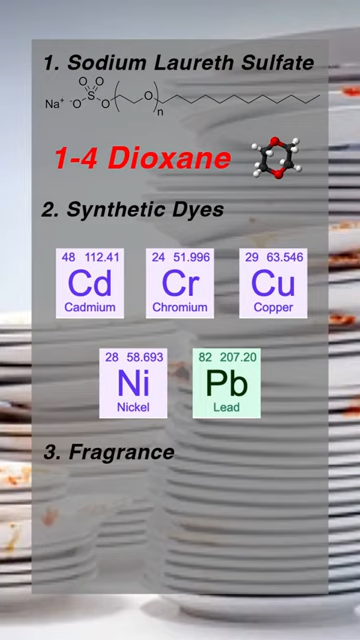 1. Sodium Laureth Sulfate
O O
S
Na⁺ ⁻O O O n
1-4 Dioxane
2. Synthetic Dyes
48 112.41 24 51.996 29 63.546
Cd Cr Cu
Cadmium Chromium Copper
28 58.693 82 207.20
Ni Pb
Nickel Lead
3. Fragrance